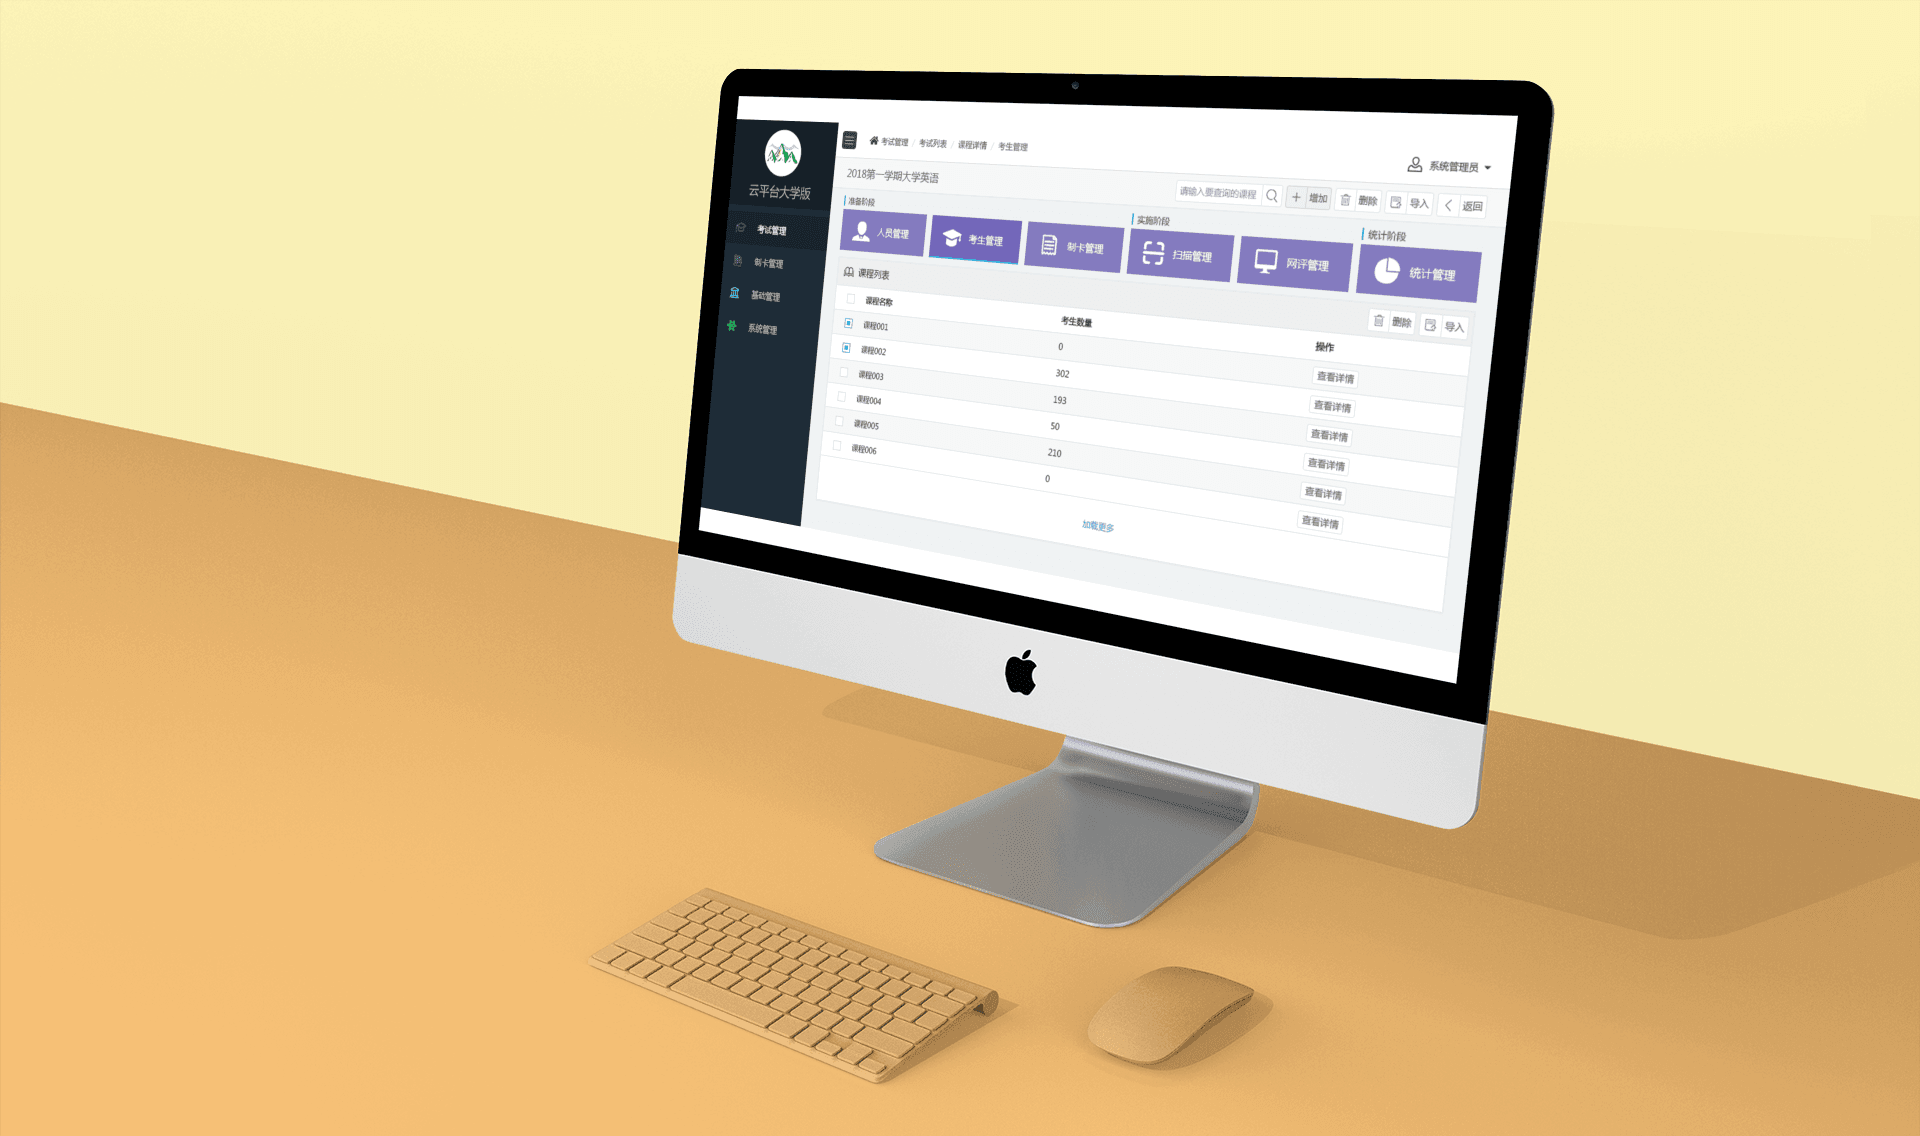 考试管理 / 考试列表 / 课程详情 / 考生管理
系统管理员
云平台大学版
考试管理
制卡管理
基础管理
系统管理
2018第一学期大学英语
请输入要查询的课程
增加
删除
导入
返回
准备阶段
人员管理
考生管理
制卡管理
实施阶段
扫描管理
网评管理
统计阶段
统计管理
课程列表
删除
导入
课程名称 考生数量 操作
课程001 0 查看详情
课程002 302 查看详情
课程003 193 查看详情
课程004 50 查看详情
课程005 210 查看详情
课程006 0 查看详情
加载更多